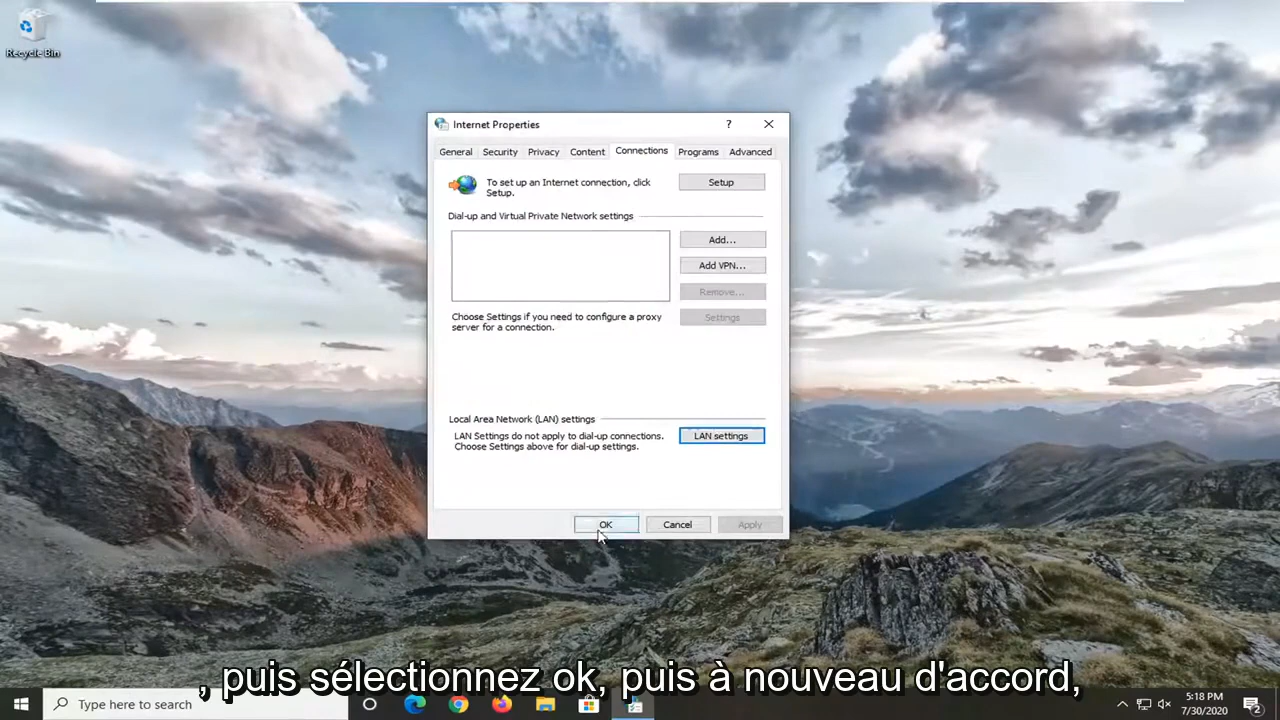 Recycle Bin
Internet Properties
?
General Security Privacy Content Connections Programs Advanced
To set up an Internet connection, click
Setup.
Setup
Dial-up and Virtual Private Network settings
Add...
Add VPN...
Remove...
Choose Settings if you need to configure a proxy
server for a connection.
Settings
Local Area Network (LAN) settings
LAN Settings do not apply to dial-up connections.
Choose Settings above for dial-up settings.
LAN settings
OK Cancel Apply
, puis sélectionnez ok, puis à nouveau d'accord,
Type here to search
5:18 PM
7/30/2020
2